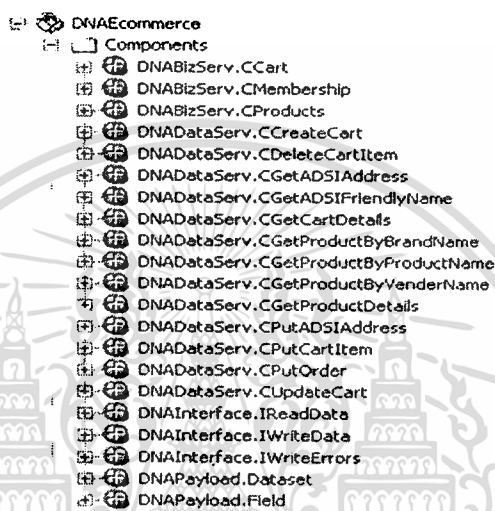 DNAEcommerce
Components
DNABizServ.CCart
DNABizServ.CMembership
DNABizServ.CProducts
DNADataServ.CCreateCart
DNADataServ.CDeleteCartItem
DNADataServ.CGetADSIAddress
DNADataServ.CGetADSIFriendlyName
DNADataServ.CGetCartDetails
DNADataServ.CGetProductByBrandName
DNADataServ.CGetProductByProductName
DNADataServ.CGetProductByVenderName
DNADataServ.CGetProductDetails
DNADataServ.CPutADSIAddress
DNADataServ.CPutCartItem
DNADataServ.CPutOrder
DNADataServ.CUpdateCart
DNAInterface.IReadData
DNAInterface.IWriteData
DNAInterface.IWriteErrors
DNAPayload.Dataset
DNAPayload.Field